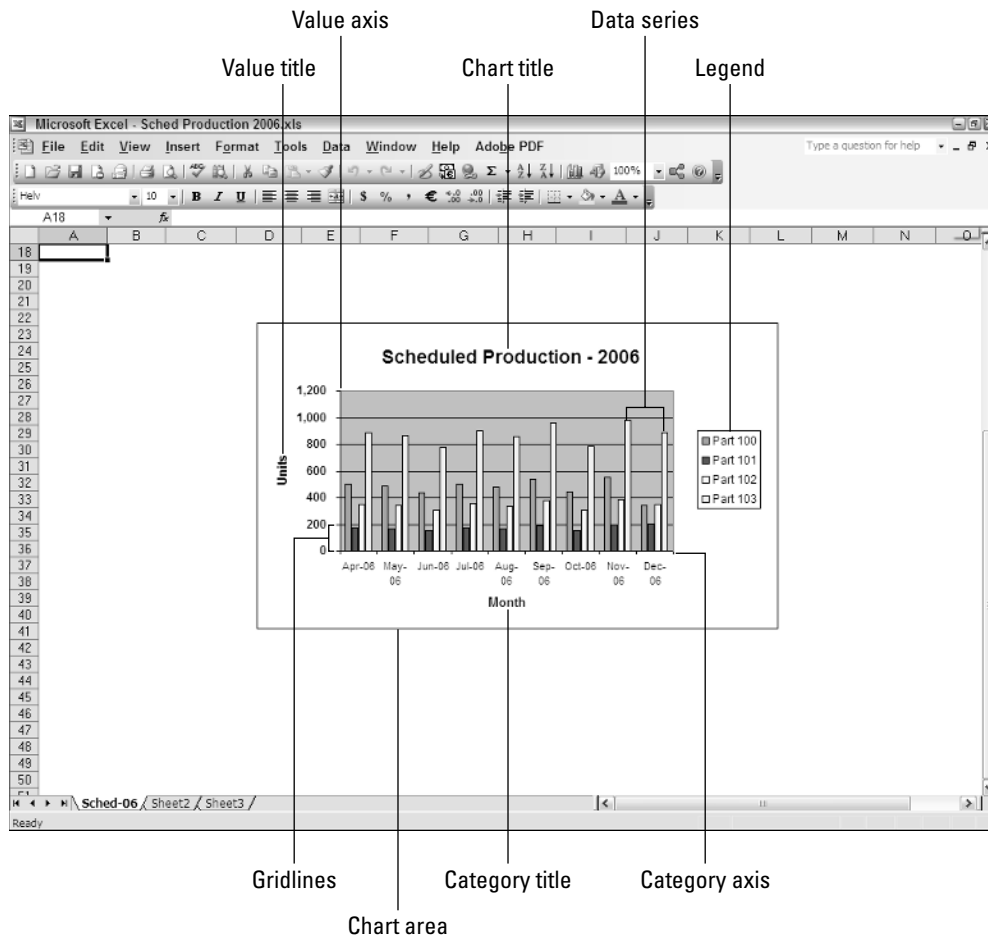 Value axis
Data series
Value title
Chart title
Legend
Microsoft Excel - Sched Production 2006.xls
File Edit View Insert Format Tools Data Window Help Adobe PDF
Type a question for help
100%
Helv
10
B I U
$ % ,
A18
fx
A B C D E F G H I J K L M N O
18
19
20
21
22
23
24
25
26
27
28
29
30
31
32
33
34
35
36
37
38
39
40
41
42
43
44
45
46
47
48
49
50
51
Scheduled Production - 2006
1,200
1,000
800
600
400
200
0
Units
Apr-06 May-06 Jun-06 Jul-06 Aug-06 Sep-06 Oct-06 Nov-06 Dec-06
Month
Part 100
Part 101
Part 102
Part 103
Sched-06 Sheet2 Sheet3
Ready
Gridlines
Category title
Category axis
Chart area